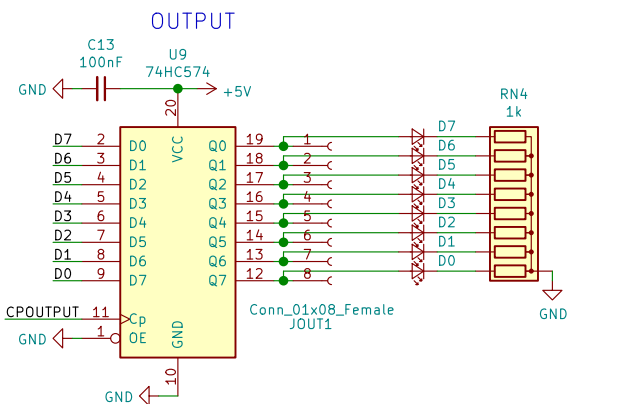 OUTPUT
C13
100nF
GND
U9
74HC574
+5V
20
VCC
RN4
1k
D7 2 D0 Q0 19 1 D7
D6 3 D1 Q1 18 2 D6
D5 4 D2 Q2 17 3 D5
D4 5 D3 Q3 16 4 D4
D3 6 D4 Q4 15 5 D3
D2 7 D5 Q5 14 6 D2
D1 8 D6 Q6 13 7 D1
D0 9 D7 Q7 12 8 D0
CPOUTPUT 11 Cp
GND 1 OE
GND
10
GND
Conn_01x08_Female
JOUT1
GND